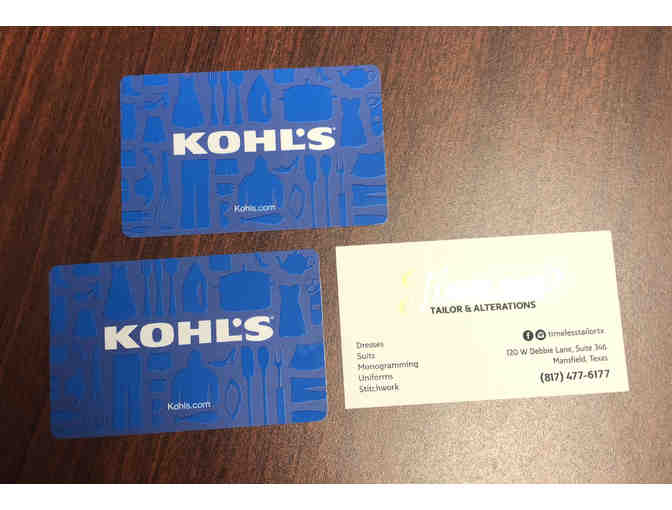 KOHL'S
Kohls.com
KOHL'S
Kohls.com
TAILOR & ALTERATIONS
Dresses
Suits
Monogramming
Uniforms
Stitchwork
timelesstailortx
120 W Debbie Lane, Suite 346
Mansfield, Texas
(817) 477-6177